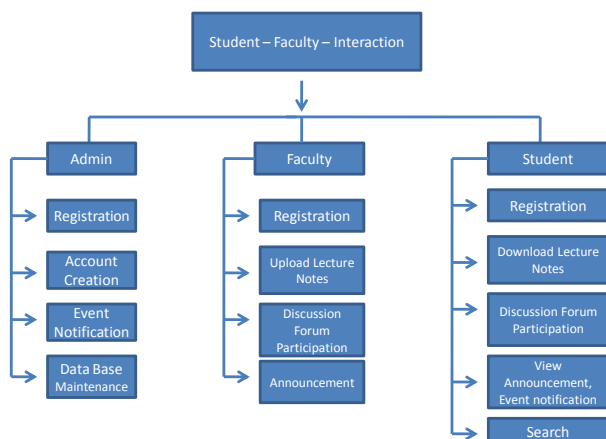 Student – Faculty – Interaction
Admin
Registration
Account
Creation
Event
Notification
Data Base
Maintenance
Faculty
Registration
Upload Lecture
Notes
Discussion
Forum
Participation
Announcement
Student
Registration
Download Lecture
Notes
Discussion Forum
Participation
View
Announcement,
Event notification
Search